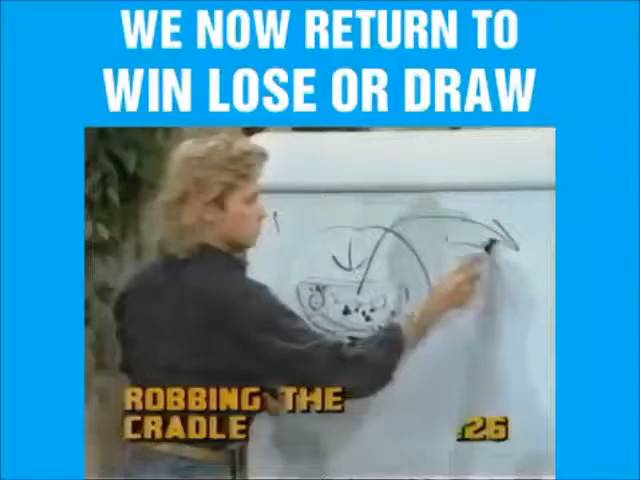 WE NOW RETURN TO
WIN LOSE OR DRAW
ROBBING THE
CRADLE
:26